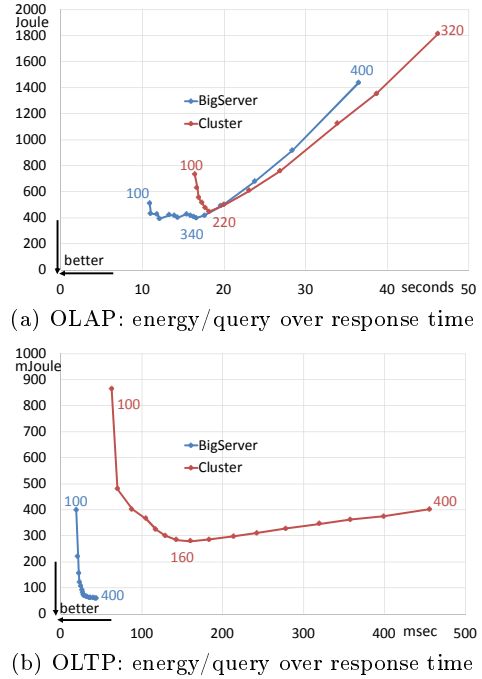 2000
Joule
1800
1600
1400
1200
1000
800
600
400
200
0
320
400
BigServer
Cluster
100
100
220
340
better
0 10 20 30 40 seconds 50
(a) OLAP: energy/query over response time
1000
mJoule
900
800
700
600
500
400
300
200
100
0
100
BigServer
Cluster
100
400
160
400
better
0 100 200 300 400 msec 500
(b) OLTP: energy/query over response time